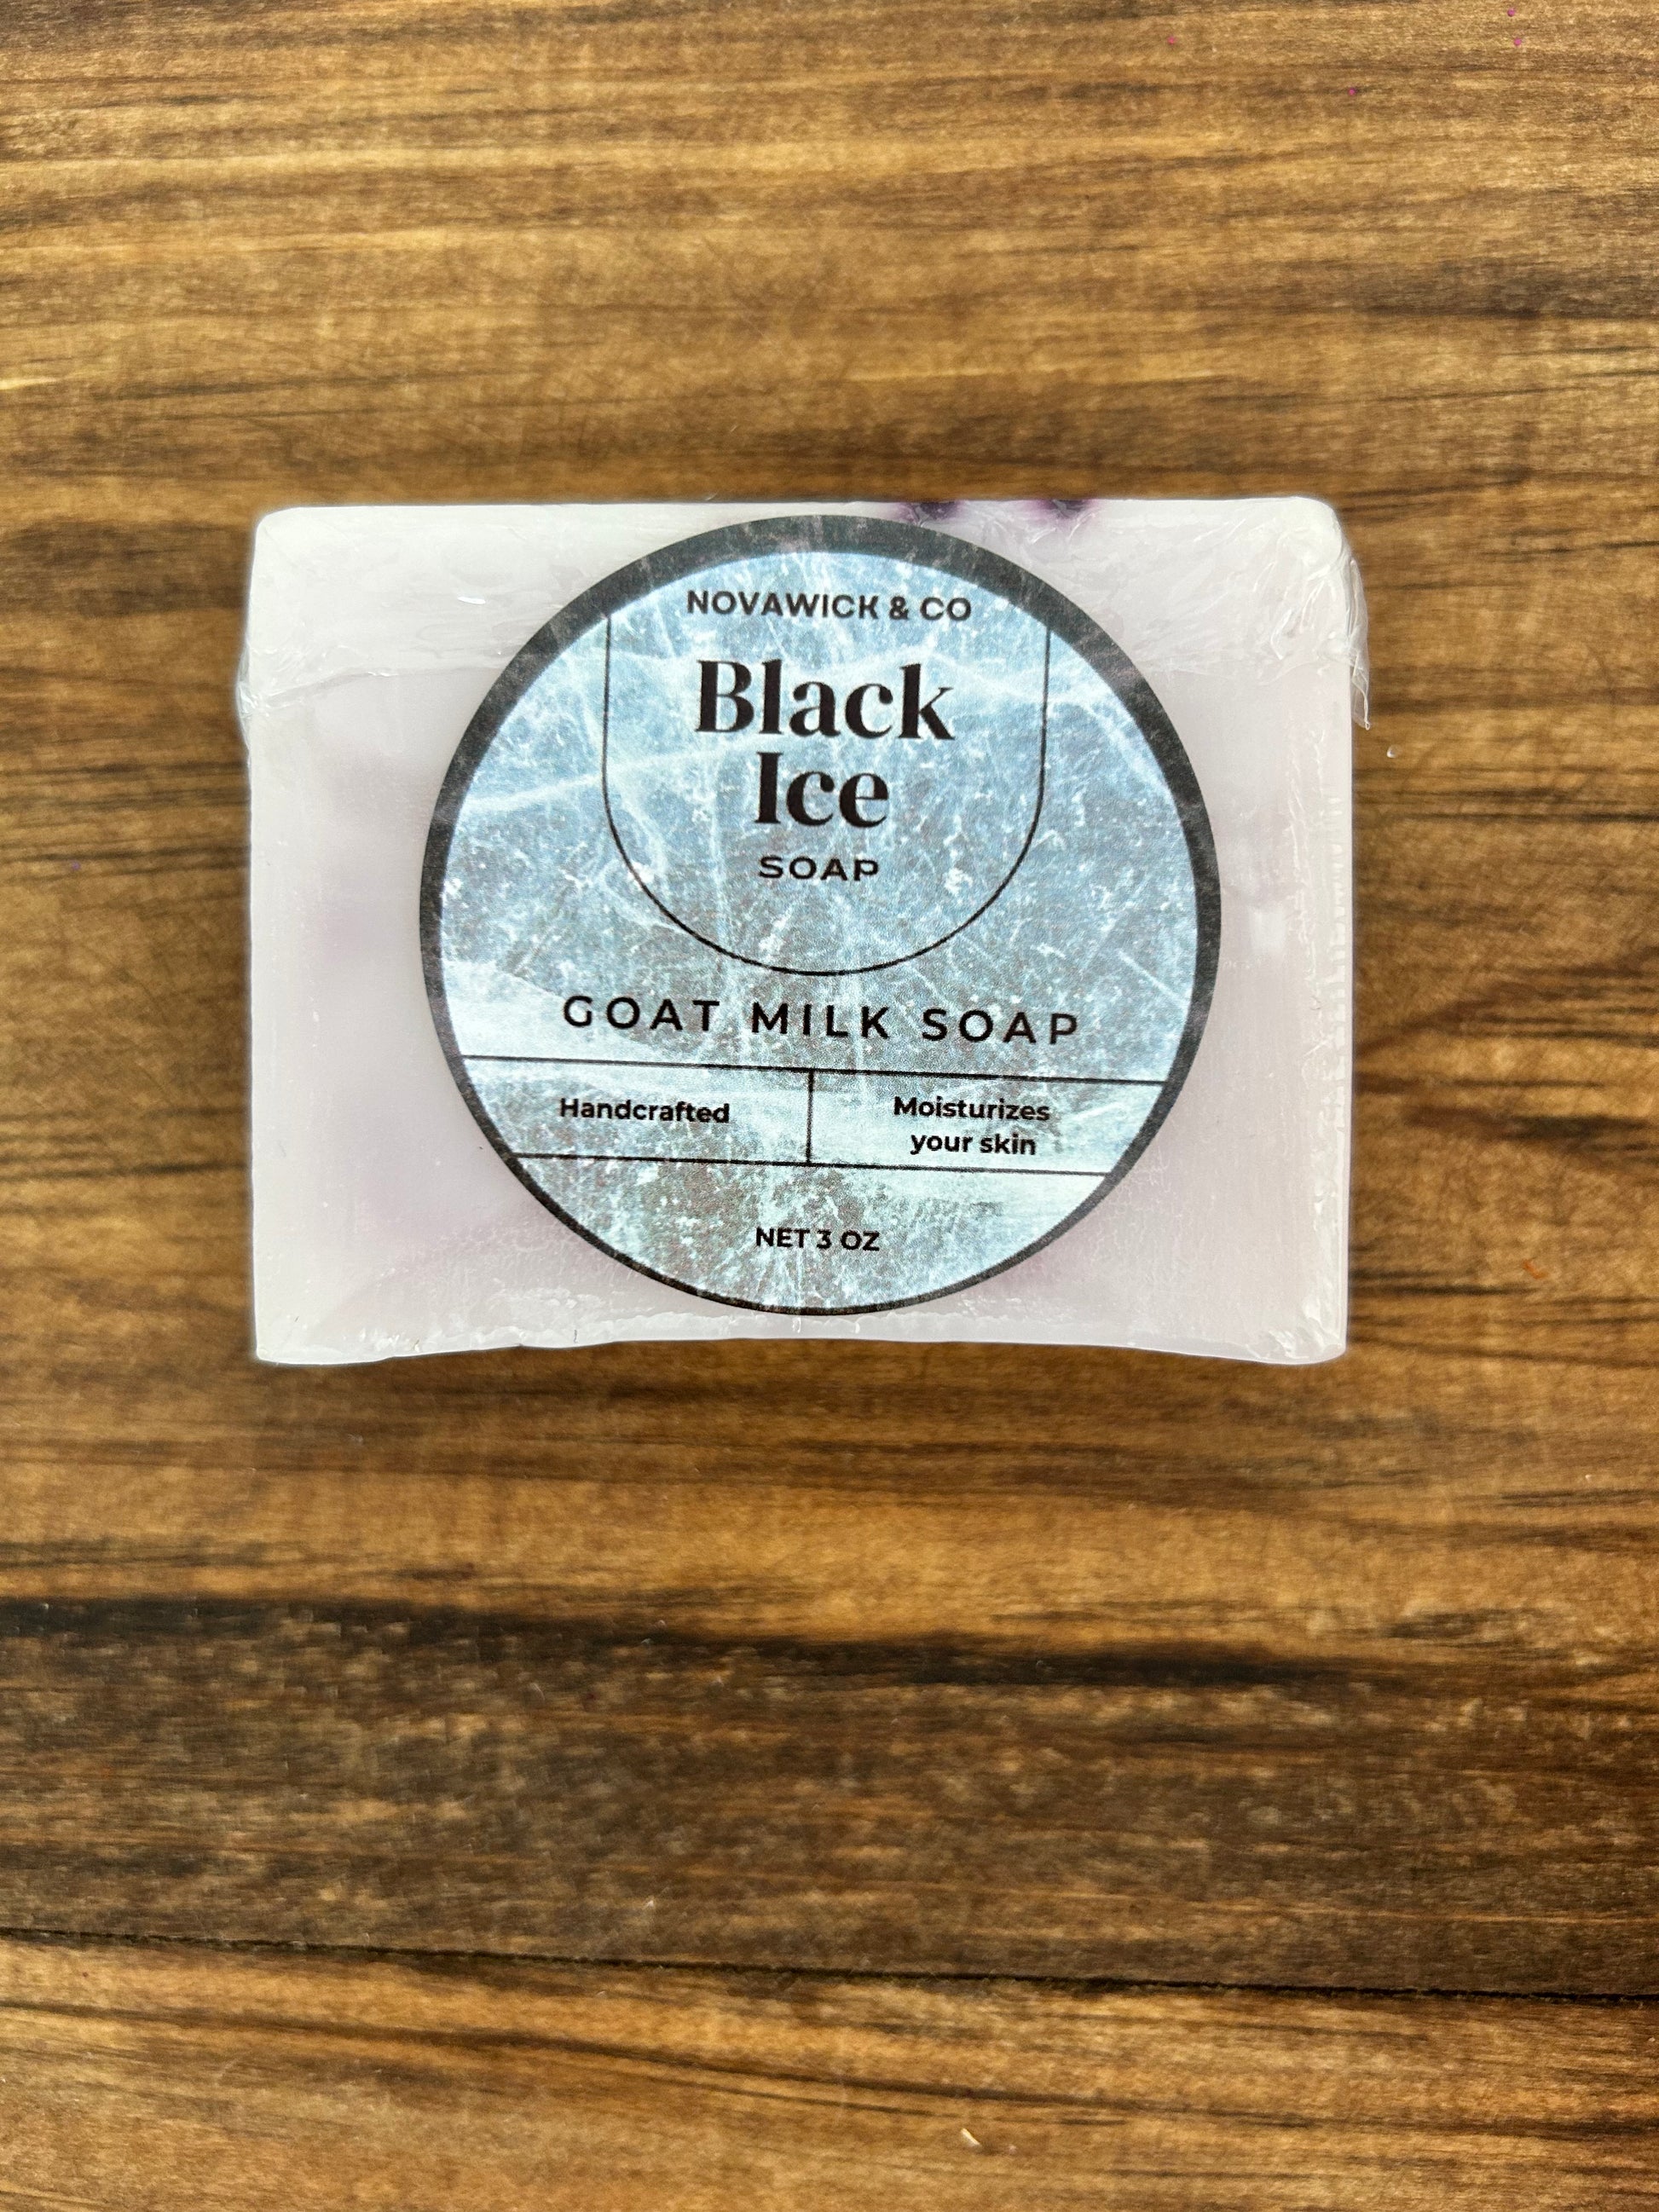 NOVAWICK & CO
Black
Ice
SOAP
GOAT MILK SOAP
Handcrafted
Moisturizes
your skin
NET 3 OZ